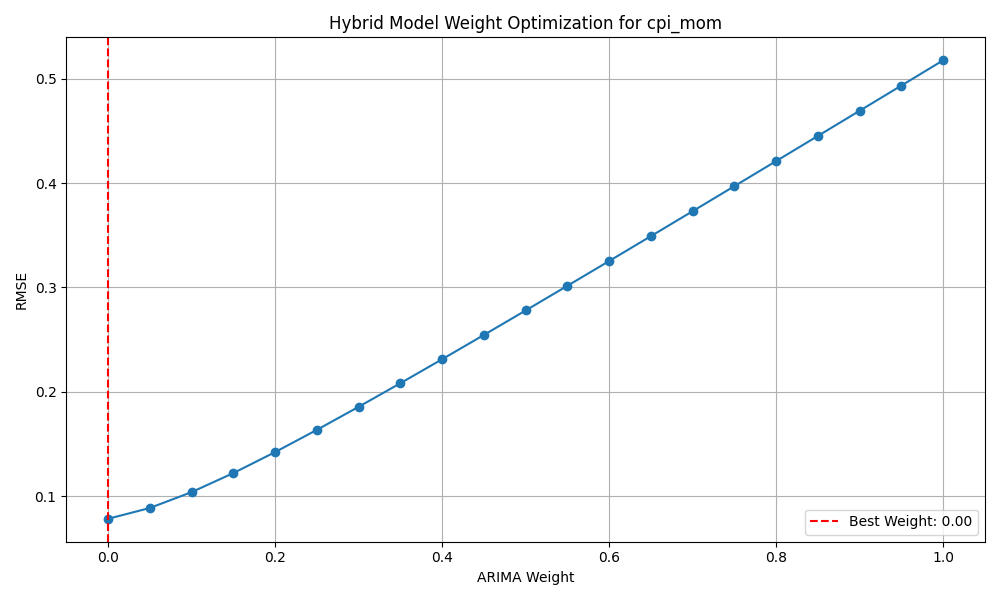 Hybrid Model Weight Optimization for cpi_mom
RMSE
0.5
0.4
0.3
0.2
0.1
Best Weight: 0.00
0.0 0.2 0.4 0.6 0.8 1.0
ARIMA Weight